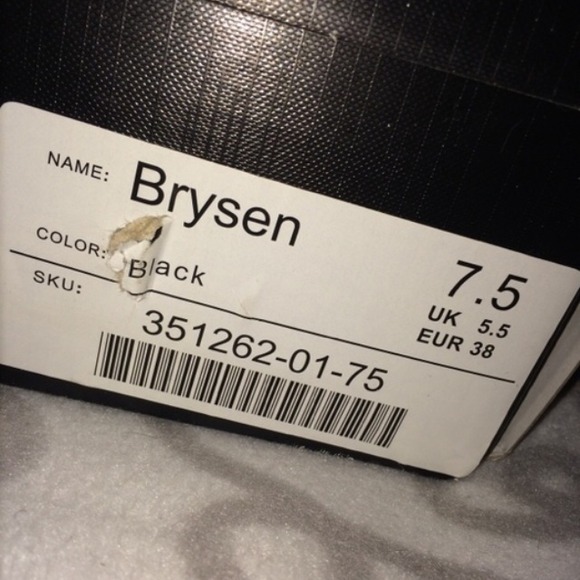 NAME: Brysen
COLOR: Black
7.5
UK 5.5
EUR 38
SKU:
351262-01-75